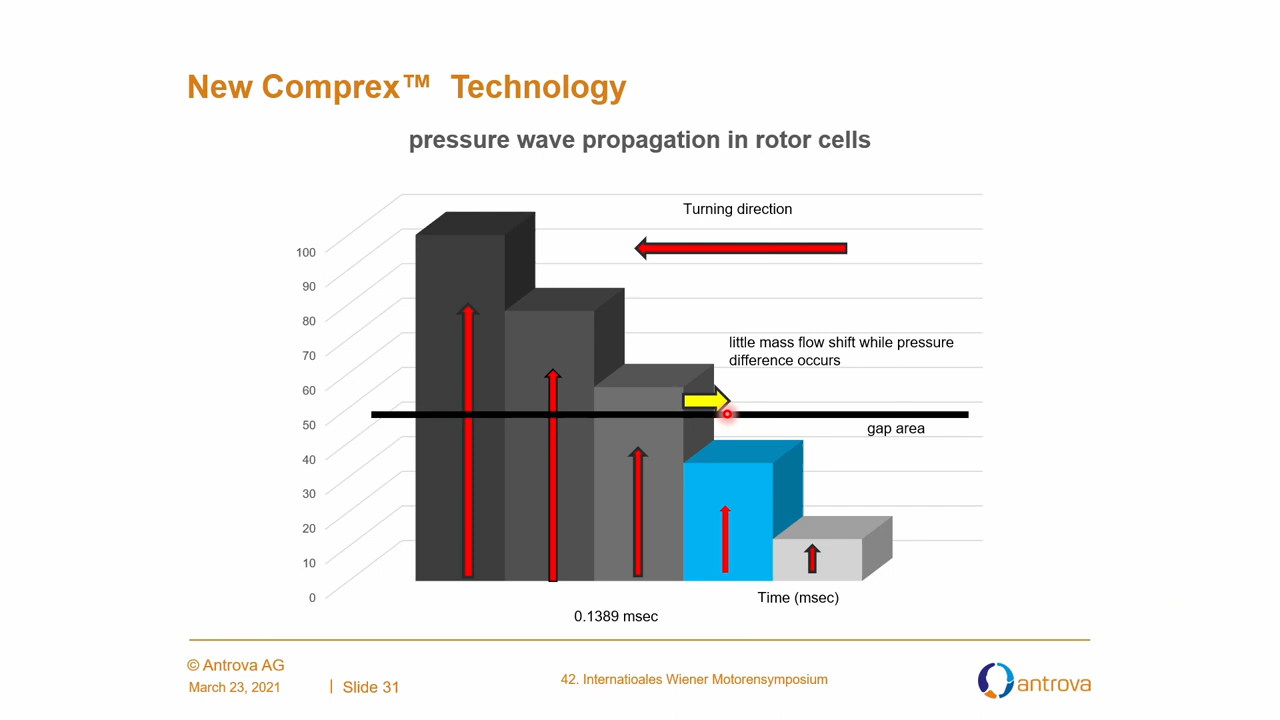 New Comprex™ Technology
pressure wave propagation in rotor cells
Turning direction
100
90
80
70
60
50
40
30
20
10
0
little mass flow shift while pressure
difference occurs
gap area
Time (msec)
0.1389 msec
© Antrova AG
March 23, 2021
| Slide 31
42. Internatioales Wiener Motorensymposium
antrova